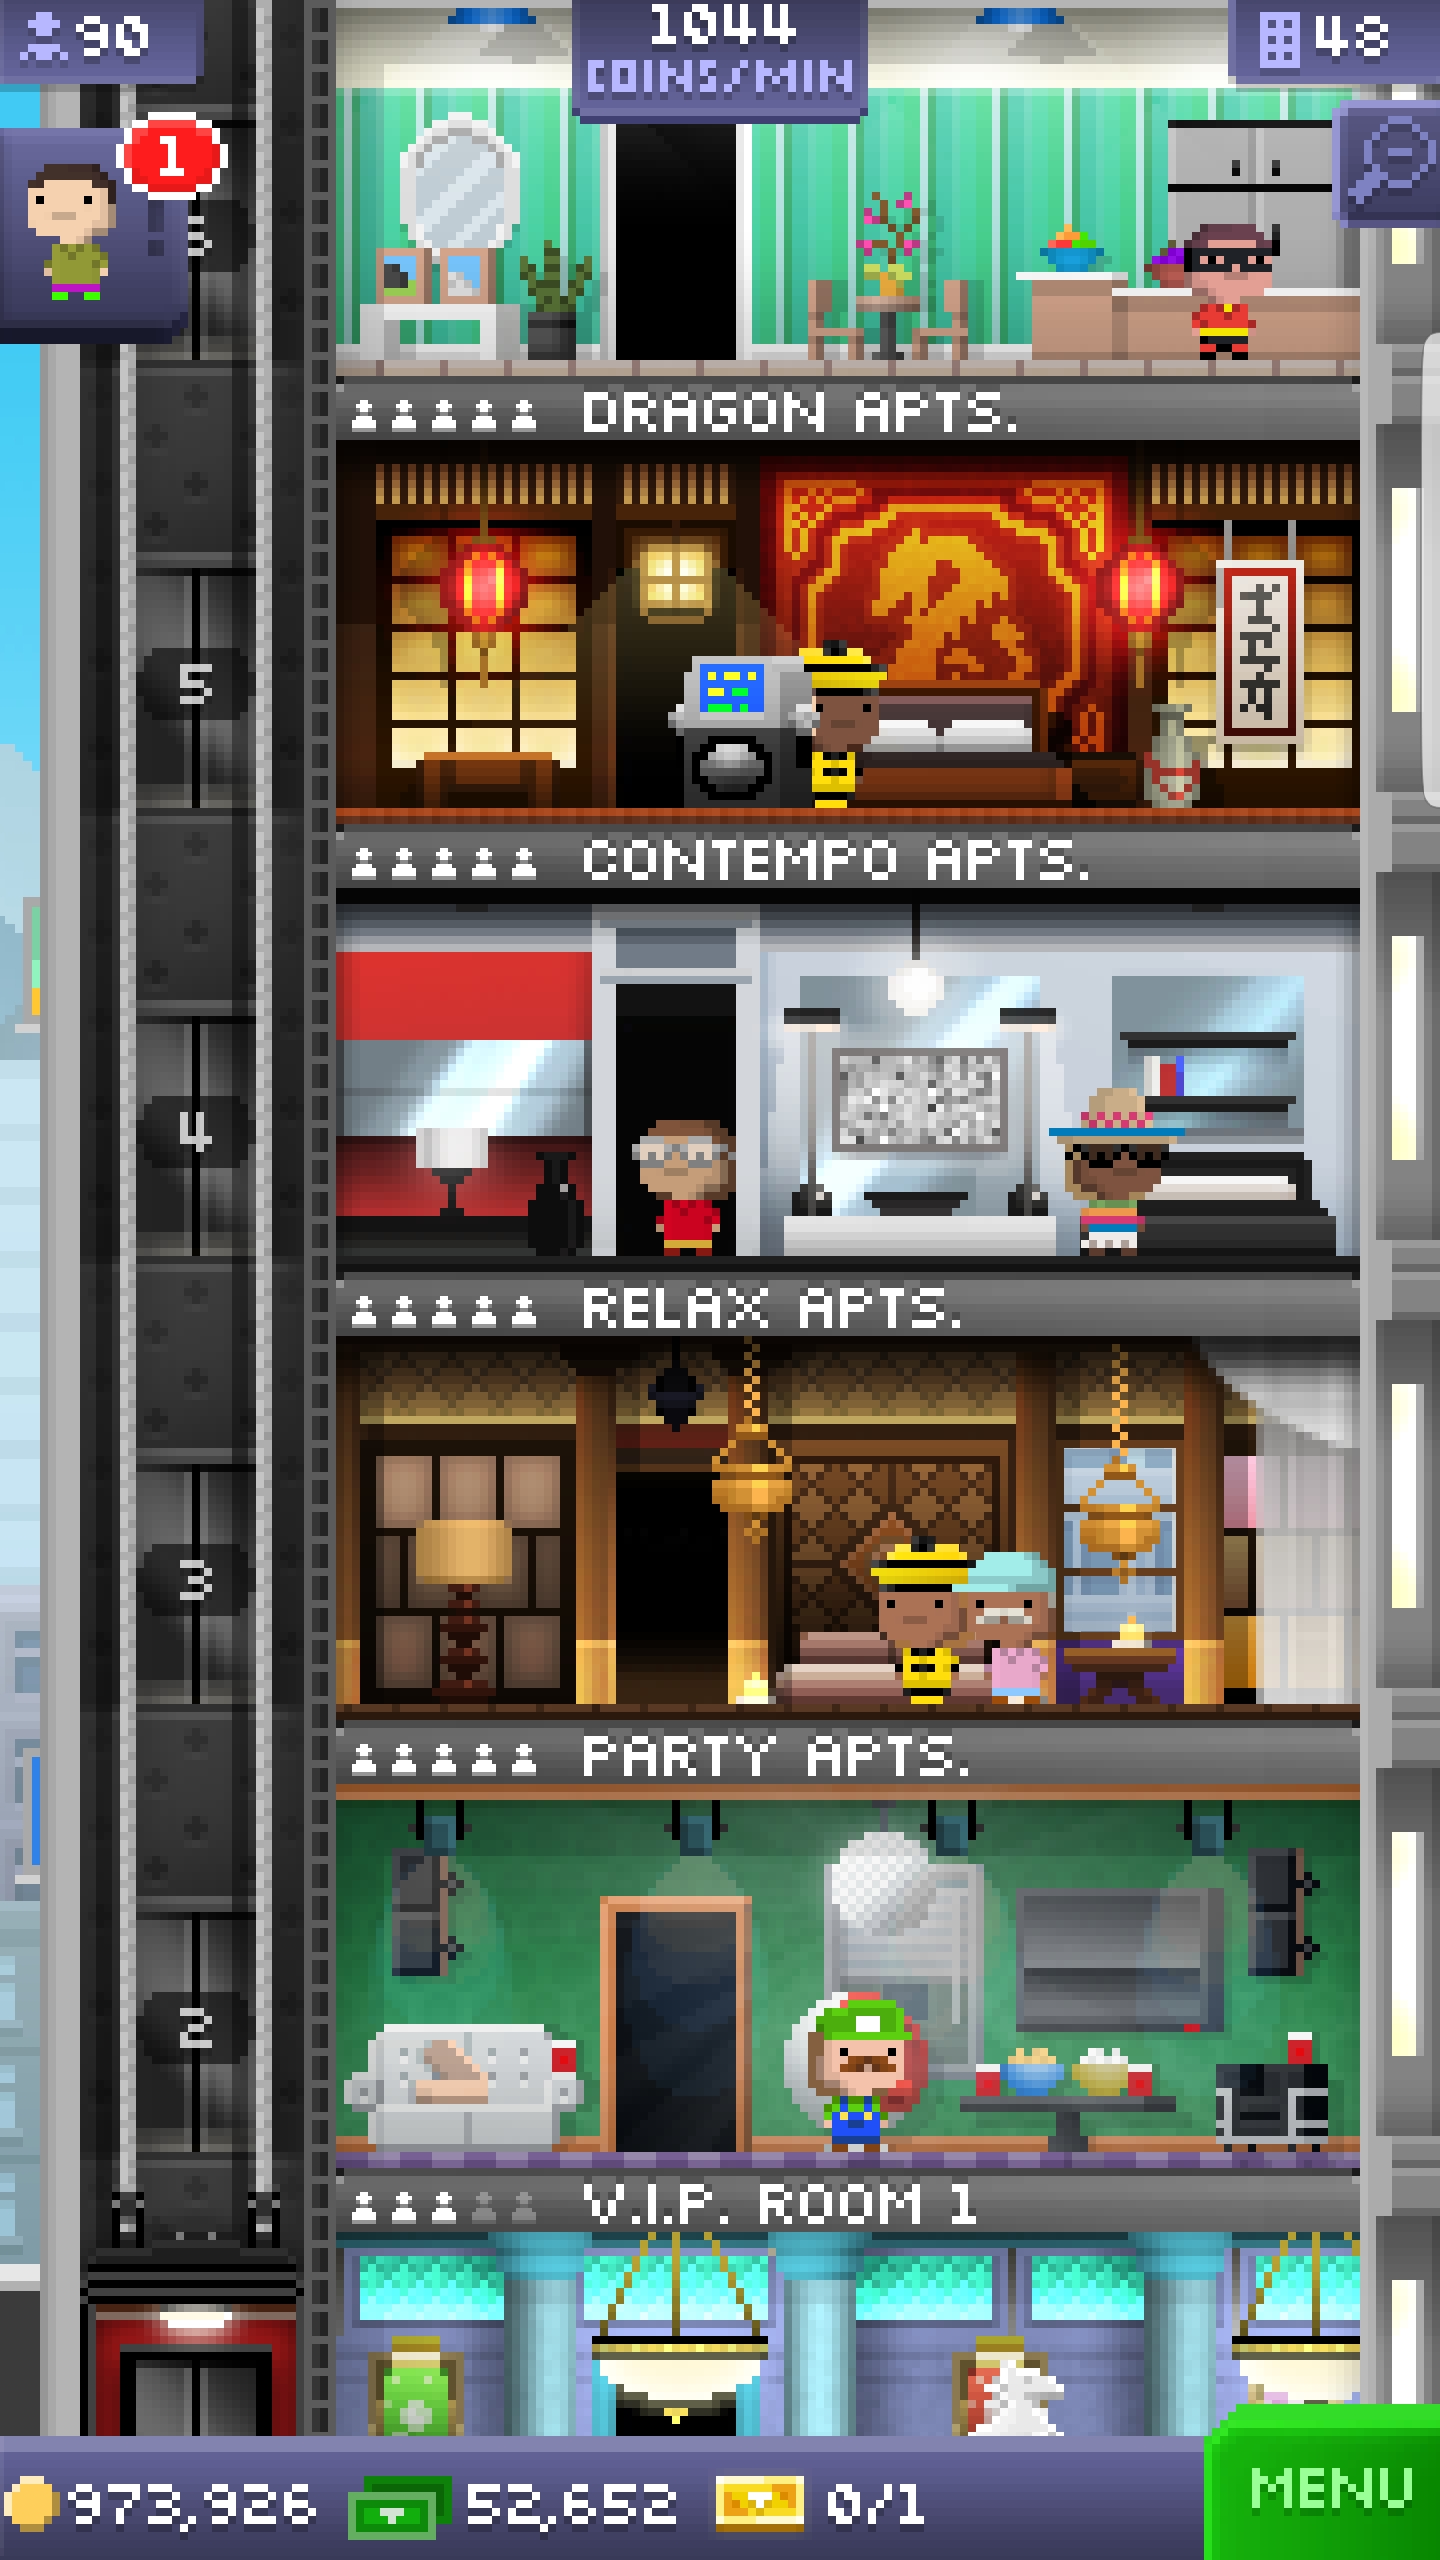 90
1044
COINS/MIN
48
1
DRAGON APTS.
5
CONTEMPO APTS.
4
RELAX APTS.
3
PARTY APTS.
2
V.I.P. ROOM 1
973,926
52,652
0/1
MENU